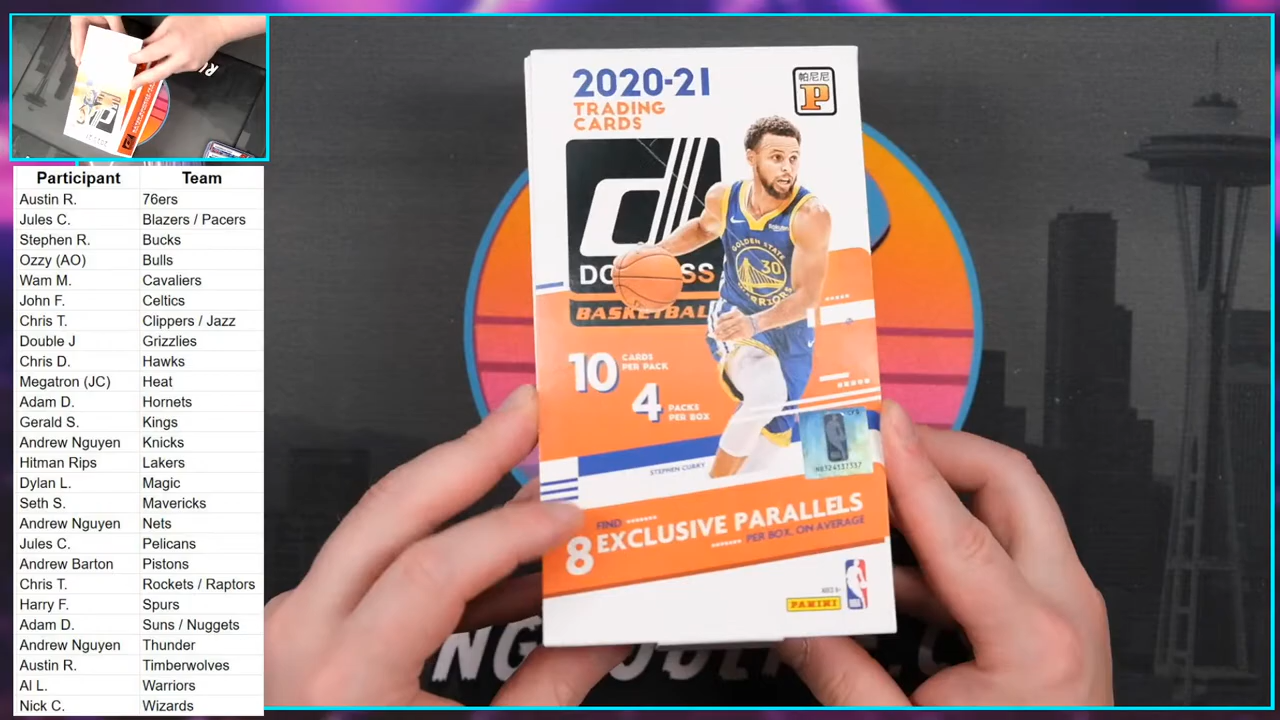 Participant Team
Austin R. 76ers
Jules C. Blazers / Pacers
Stephen R. Bucks
Ozzy (AO) Bulls
Wam M. Cavaliers
John F. Celtics
Chris T. Clippers / Jazz
Double J Grizzlies
Chris D. Hawks
Megatron (JC) Heat
Adam D. Hornets
Gerald S. Kings
Andrew Nguyen Knicks
Hitman Rips Lakers
Dylan L. Magic
Seth S. Mavericks
Andrew Nguyen Nets
Jules C. Pelicans
Andrew Barton Pistons
Chris T. Rockets / Raptors
Harry F. Spurs
Adam D. Suns / Nuggets
Andrew Nguyen Thunder
Austin R. Timberwolves
Al L. Warriors
Nick C. Wizards
2020-21
TRADING
CARDS
帕尼尼
P
d
BASKETBAL
GOLDEN STATE
30
WARRIORS
Rakuten
10 CARDS
PER PACK
4 PACKS
PER BOX
STEPHEN CURRY
FIND
8 EXCLUSIVE PARALLELS
PER BOX, ON AVERAGE
PANINI
NBA